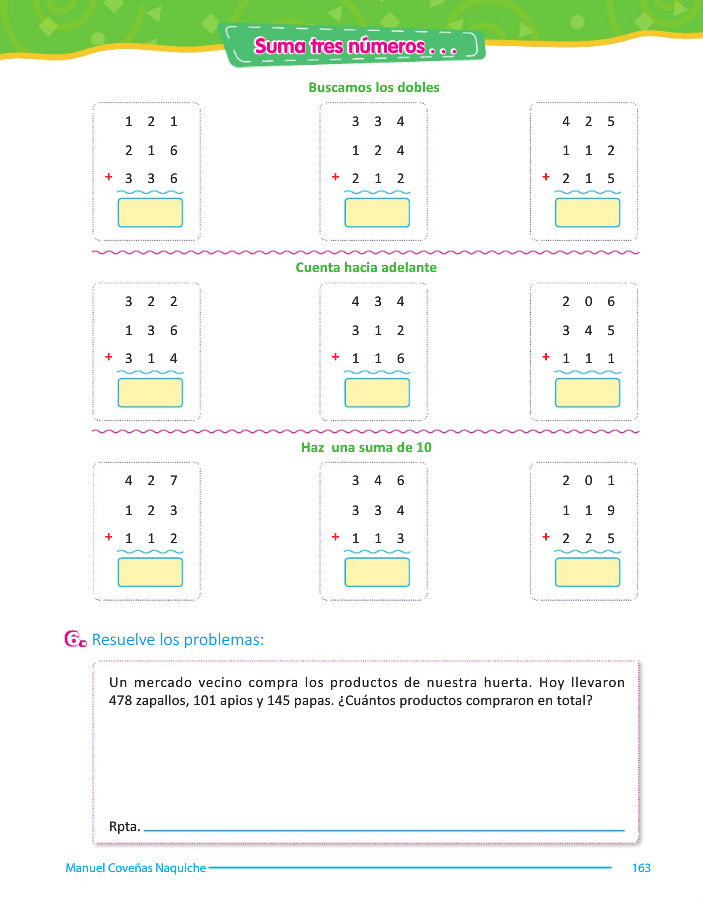 Suma tres números . . .
Buscamos los dobles
1 2 1 3 3 4 4 2 5
2 1 6 1 2 4 1 1 2
+ 3 3 6 + 2 1 2 + 2 1 5
Cuenta hacia adelante
3 2 2 4 3 4 2 0 6
1 3 6 3 1 2 3 4 5
+ 3 1 4 + 1 1 6 + 1 1 1
Haz una suma de 10
4 2 7 3 4 6 2 0 1
1 2 3 3 3 4 1 1 9
+ 1 1 2 + 1 1 3 + 2 2 5
6. Resuelve los problemas:
Un mercado vecino compra los productos de nuestra huerta. Hoy llevaron
478 zapallos, 101 apios y 145 papas. ¿Cuántos productos compraron en total?
Rpta.
Manuel Coveñas Naquiche 163